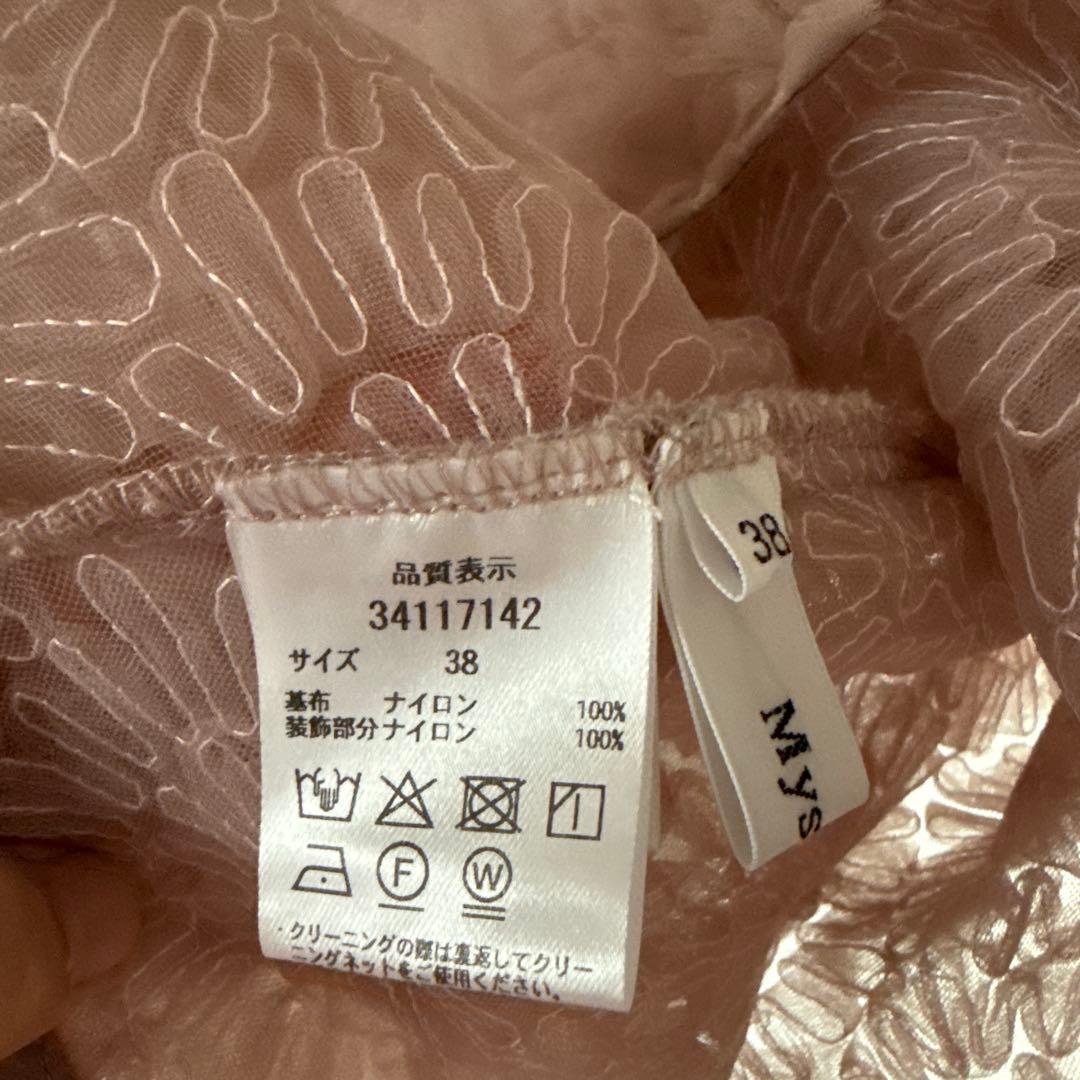 品質表示
34117142
サイズ 38
基布 ナイロン 100%
装飾部分 ナイロン 100%
F W
・クリーニングの際は裏返してクリー
ニングネットをご使用ください。
38
Mys